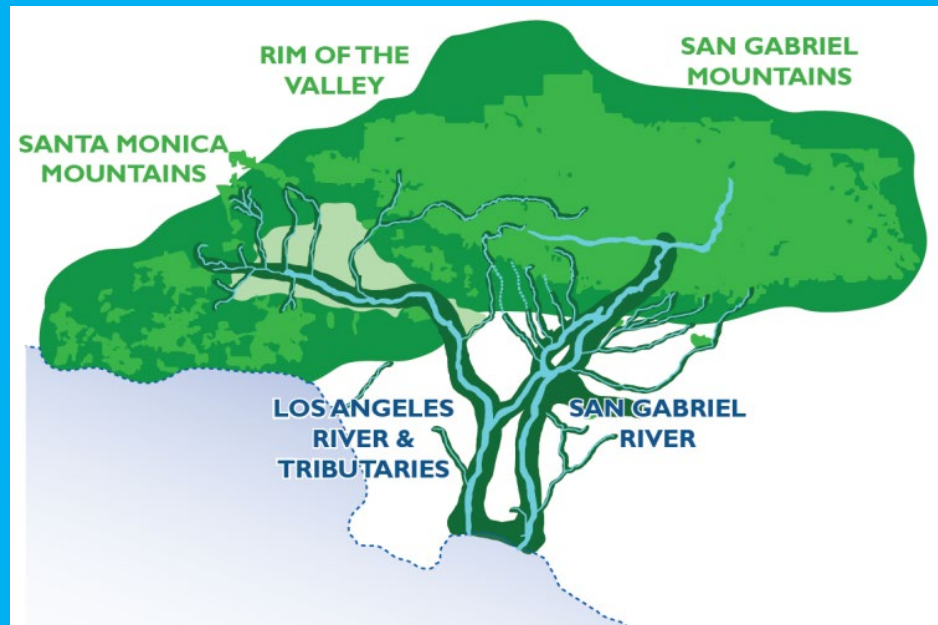 RIM OF THE
VALLEY
SAN GABRIEL
MOUNTAINS
SANTA MONICA
MOUNTAINS
LOS ANGELES
RIVER &
TRIBUTARIES
SAN GABRIEL
RIVER